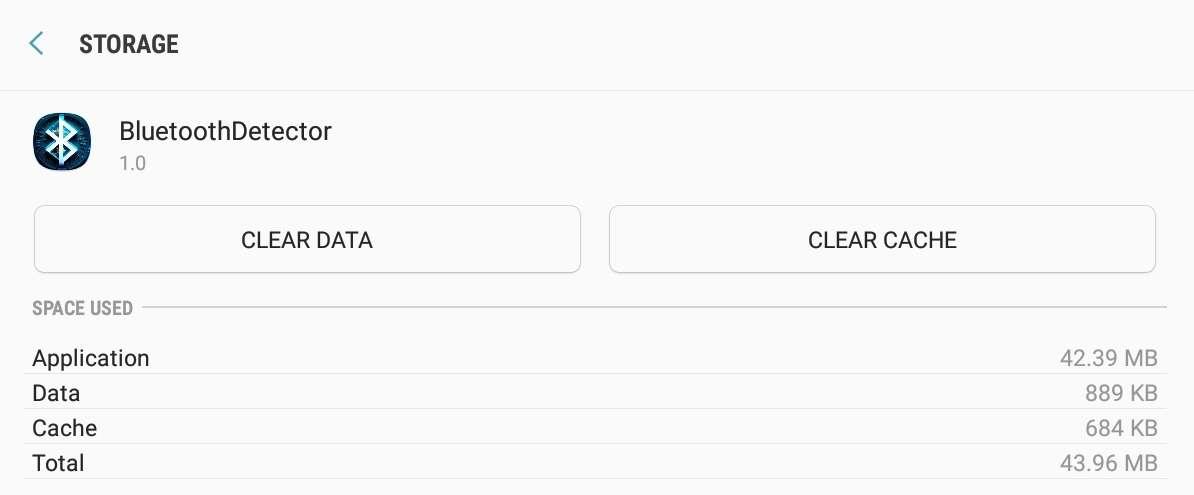 STORAGE
BluetoothDetector
1.0
CLEAR DATA CLEAR CACHE
SPACE USED
Application 42.39 MB
Data 889 KB
Cache 684 KB
Total 43.96 MB